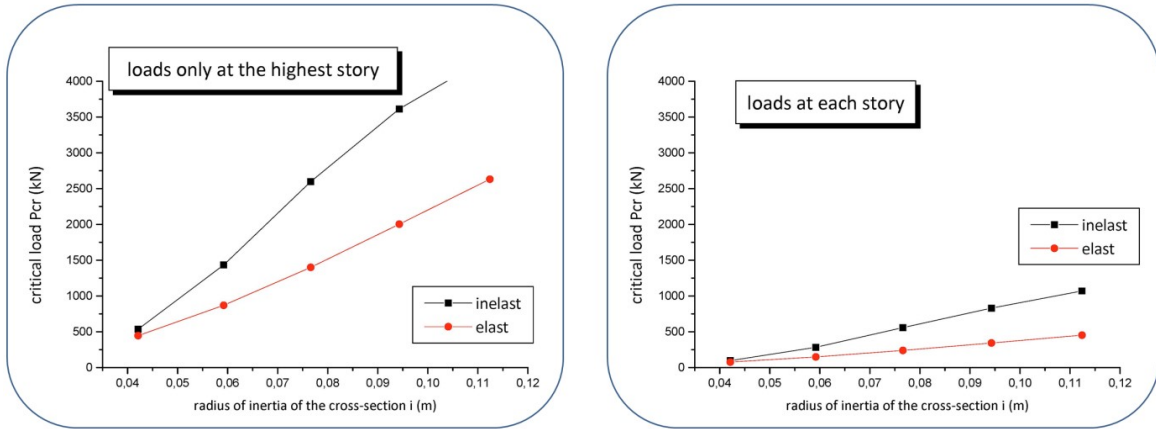 loads only at the highest story
4000
3500
3000
2500
2000
1500
1000
500
0
critical load Pcr (kN)
inelast
elast
0,04 0,05 0,06 0,07 0,08 0,09 0,10 0,11 0,12
radius of inertia of the cross-section i (m)
loads at each story
4000
3500
3000
2500
2000
1500
1000
500
0
critical load Pcr (kN)
inelast
elast
0,04 0,05 0,06 0,07 0,08 0,09 0,10 0,11 0,12
radius of inertia of the cross-section i (m)